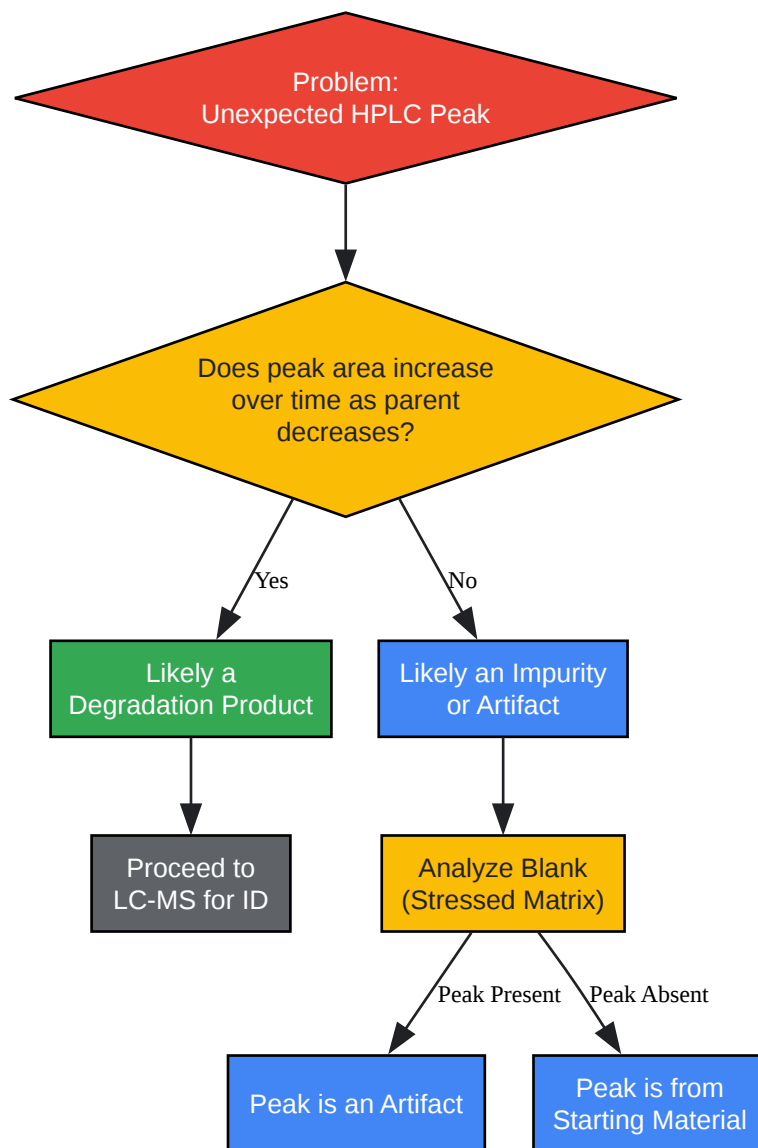 Problem:
Unexpected HPLC Peak
Does peak area increase
over time as parent
decreases?
Yes
No
Likely a
Degradation Product
Likely an Impurity
or Artifact
Proceed to
LC-MS for ID
Analyze Blank
(Stressed Matrix)
Peak Present
Peak Absent
Peak is an Artifact
Peak is from
Starting Material